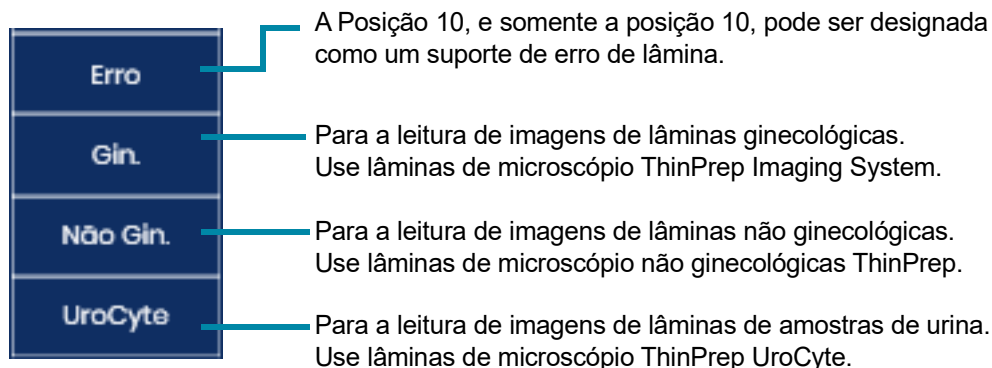 Erro
A Posição 10, e somente a posição 10, pode ser designada
como um suporte de erro de lâmina.
Gin.
Para a leitura de imagens de lâminas ginecológicas.
Use lâminas de microscópio ThinPrep Imaging System.
Não Gin.
Para a leitura de imagens de lâminas não ginecológicas.
Use lâminas de microscópio não ginecológicas ThinPrep.
UroCyte
Para a leitura de imagens de lâminas de amostras de urina.
Use lâminas de microscópio ThinPrep UroCyte.